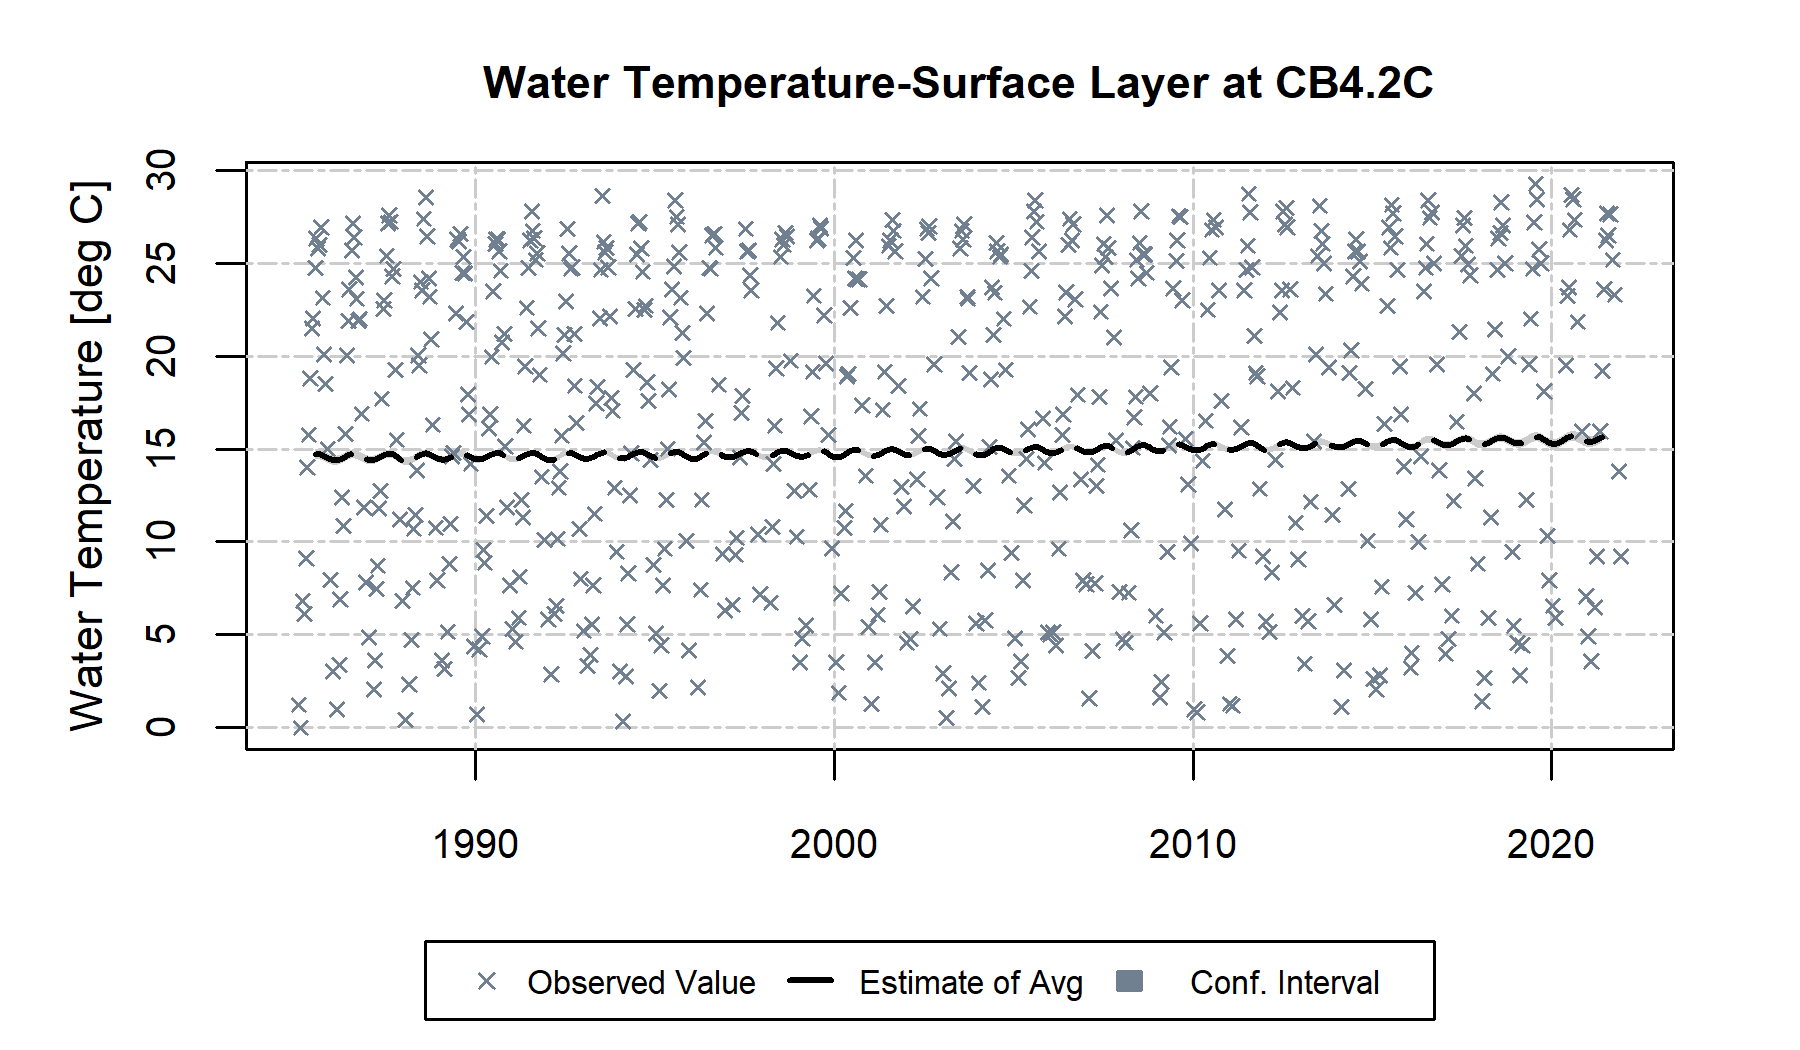 Water Temperature-Surface Layer at CB4.2C
Water Temperature [deg C]
30
25
20
15
10
5
0
1990 2000 2010 2020
Observed Value Estimate of Avg Conf. Interval